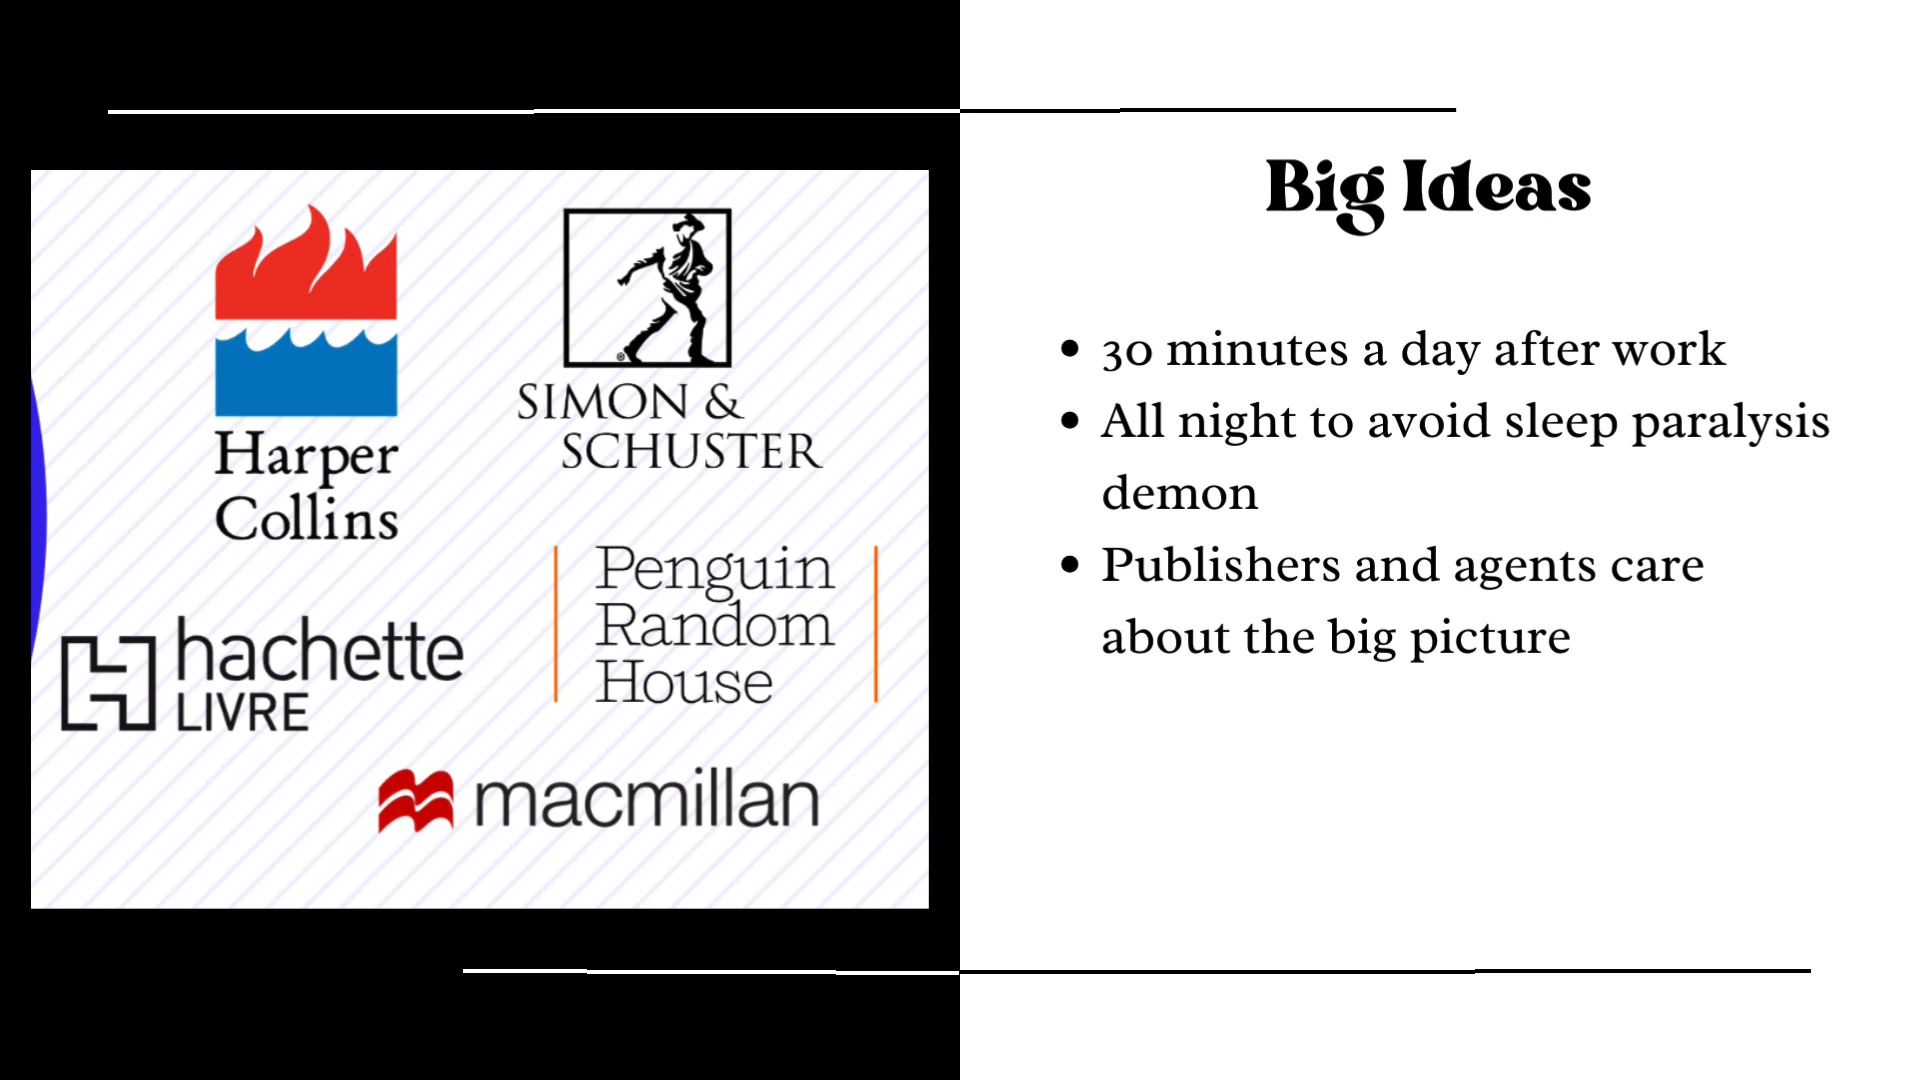 Harper
Collins
SIMON &
SCHUSTER
®
hachette
LIVRE
Penguin
Random
House
macmillan
Big Ideas
• 30 minutes a day after work
• All night to avoid sleep paralysis
demon
• Publishers and agents care
about the big picture